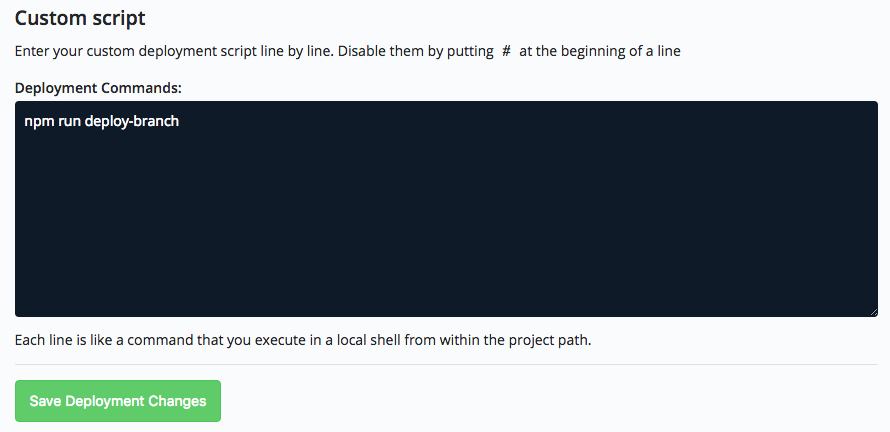 Custom script
Enter your custom deployment script line by line. Disable them by putting # at the beginning of a line
Deployment Commands:
npm run deploy-branch
Each line is like a command that you execute in a local shell from within the project path.
Save Deployment Changes